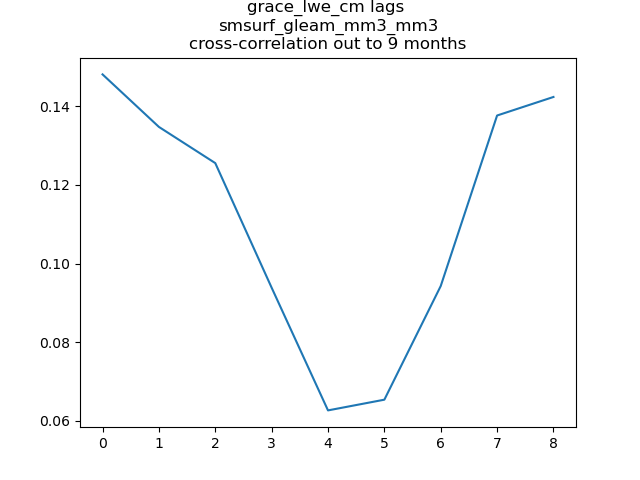 grace_lwe_cm lags
smsurf_gleam_mm3_mm3
cross-correlation out to 9 months
0.14
0.12
0.10
0.08
0.06
0 1 2 3 4 5 6 7 8